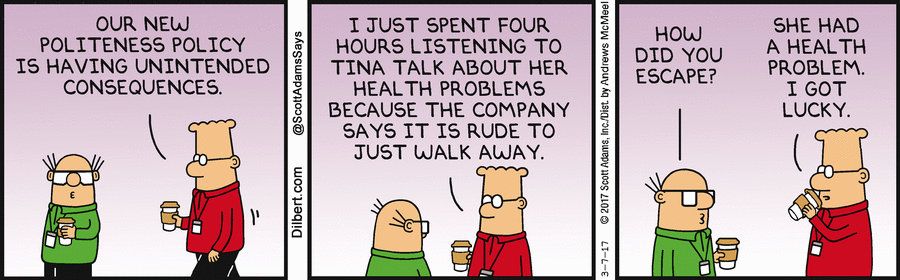 OUR NEW
POLITENESS POLICY
IS HAVING UNINTENDED
CONSEQUENCES.
Dilbert.com @ScottAdamsSays
I JUST SPENT FOUR
HOURS LISTENING TO
TINA TALK ABOUT HER
HEALTH PROBLEMS
BECAUSE THE COMPANY
SAYS IT IS RUDE TO
JUST WALK AWAY.
3-7-17 © 2017 Scott Adams, Inc./Dist. by Andrews McMeel
HOW
DID YOU
ESCAPE?
SHE HAD
A HEALTH
PROBLEM.
I GOT
LUCKY.